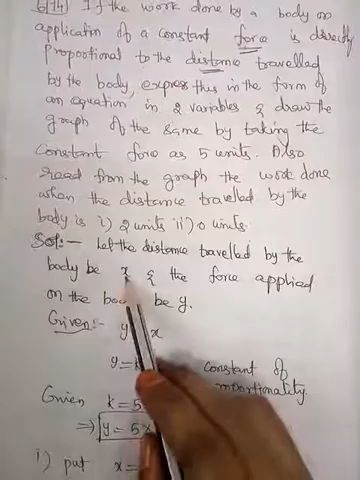 6)14) If the work done by a body on
application of a constant force is directly
proportional to the distance travelled
by the body, express this in the form of
an equation in 2 variables & draw the
graph of the same by taking the
constant force as 5 units. Also
read from the graph the work done
when the distance travelled by the
body is i) 2 units ii) 0 units.
Sol:- Let the distance travelled by the
body be x & the force applied
on the be y.
Given:- y x
y = constant of
Given k = 5 proportionality.
⇒ y = 5x
i) put x =